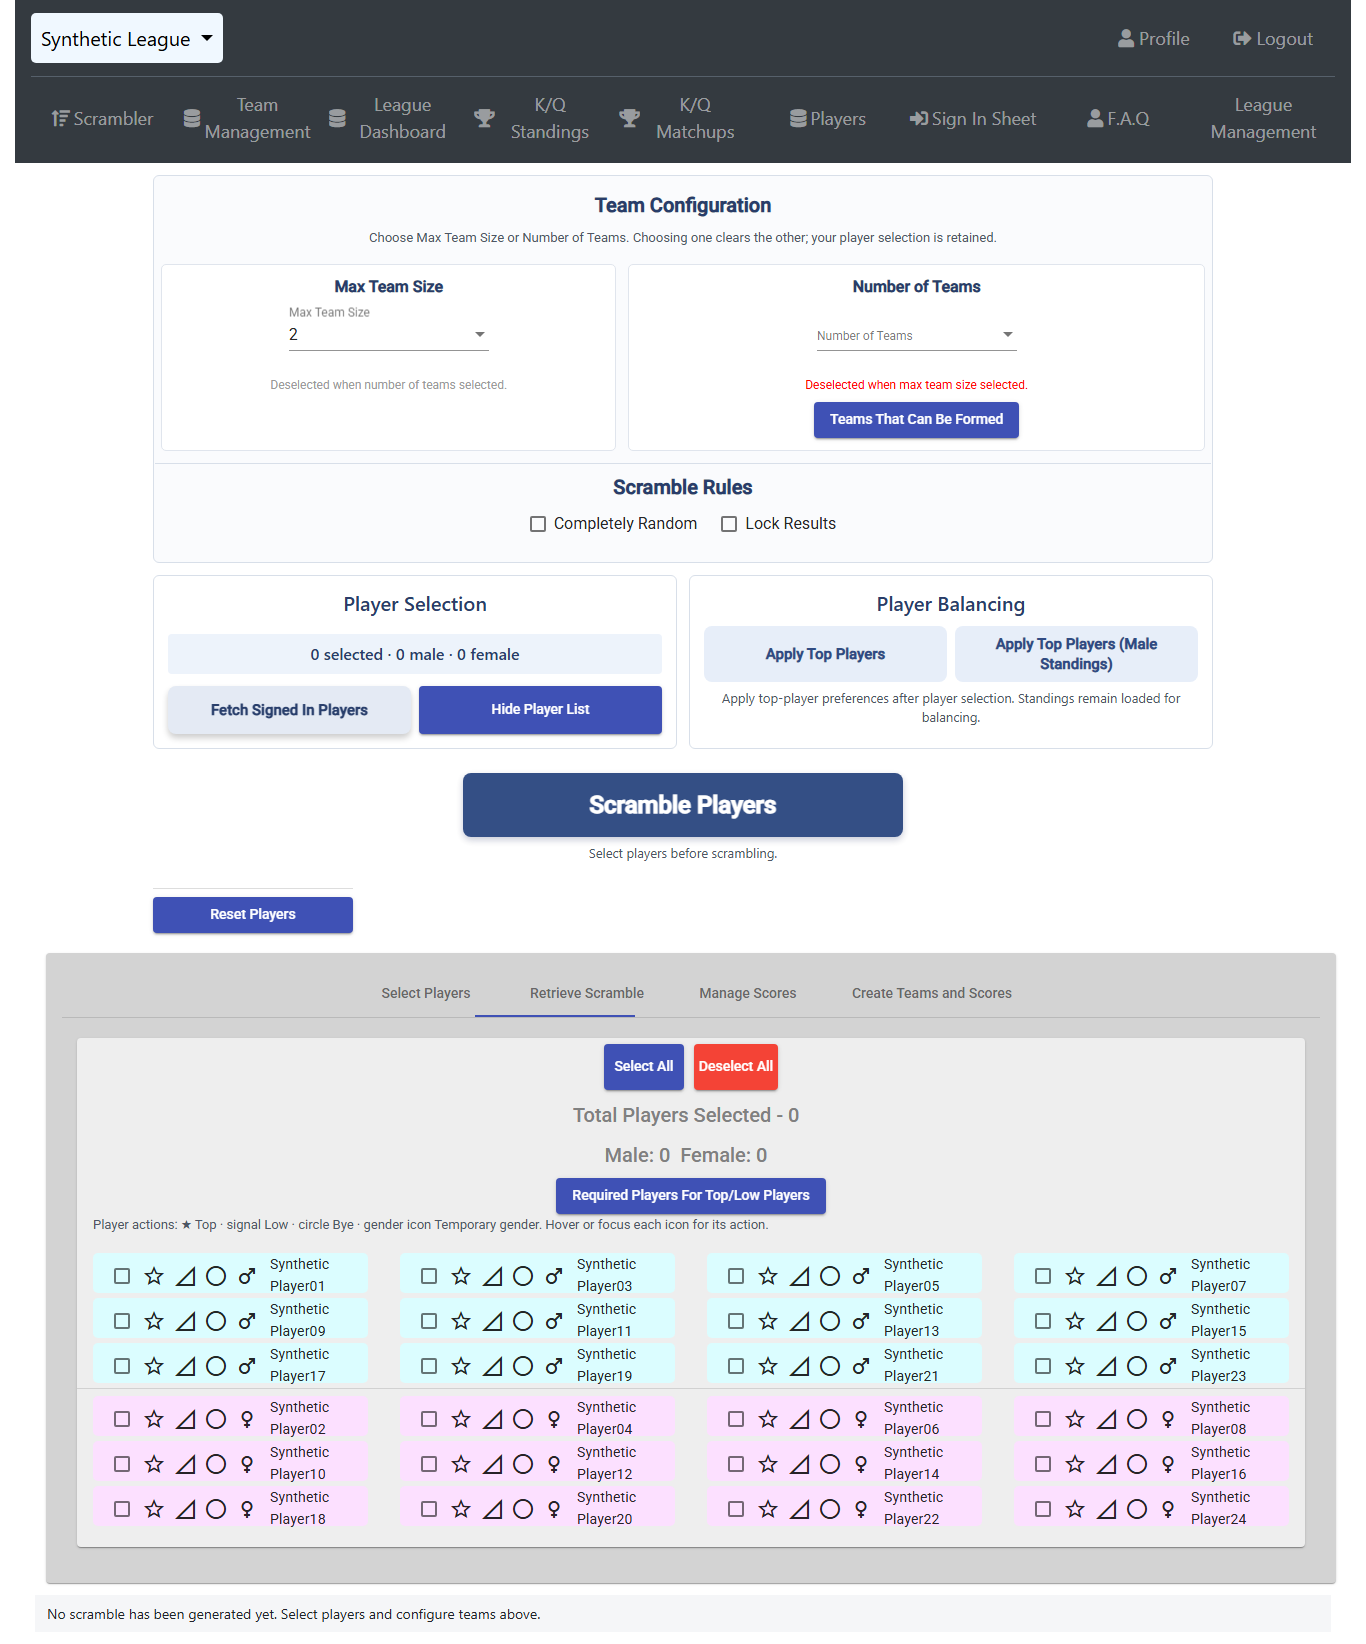 Synthetic League
Profile
Logout
Scrambler
Team Management
League Dashboard
K/Q Standings
K/Q Matchups
Players
Sign In Sheet
F.A.Q
League Management
Team Configuration
Choose Max Team Size or Number of Teams. Choosing one clears the other; your player selection is retained.
Max Team Size
Max Team Size
2
Deselected when number of teams selected.
Number of Teams
Number of Teams
Deselected when max team size selected.
Teams That Can Be Formed
Scramble Rules
Completely Random
Lock Results
Player Selection
0 selected · 0 male · 0 female
Fetch Signed In Players
Hide Player List
Player Balancing
Apply Top Players
Apply Top Players (Male
Standings)
Apply top-player preferences after player selection. Standings remain loaded for
balancing.
Scramble Players
Select players before scrambling.
Reset Players
Select Players
Retrieve Scramble
Manage Scores
Create Teams and Scores
Select All
Deselect All
Total Players Selected - 0
Male: 0 Female: 0
Required Players For Top/Low Players
Player actions: ★ Top · signal Low · circle Bye · gender icon Temporary gender. Hover or focus each icon for its action.
Synthetic
Player01
Synthetic
Player03
Synthetic
Player05
Synthetic
Player07
Synthetic
Player09
Synthetic
Player11
Synthetic
Player13
Synthetic
Player15
Synthetic
Player17
Synthetic
Player19
Synthetic
Player21
Synthetic
Player23
Synthetic
Player02
Synthetic
Player04
Synthetic
Player06
Synthetic
Player08
Synthetic
Player10
Synthetic
Player12
Synthetic
Player14
Synthetic
Player16
Synthetic
Player18
Synthetic
Player20
Synthetic
Player22
Synthetic
Player24
No scramble has been generated yet. Select players and configure teams above.